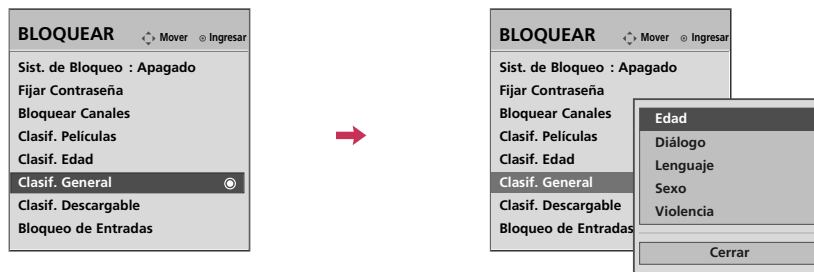 BLOQUEAR Mover Ingresar
Sist. de Bloqueo : Apagado
Fijar Contraseña
Bloquear Canales
Clasif. Películas
Clasif. Edad
Clasif. General
Clasif. Descargable
Bloqueo de Entradas
BLOQUEAR Mover Ingresar
Sist. de Bloqueo : Apagado
Fijar Contraseña
Bloquear Canales
Clasif. Películas
Clasif. Edad
Clasif. General
Clasif. Descargable
Bloqueo de Entradas
Edad
Diálogo
Lenguaje
Sexo
Violencia
Cerrar